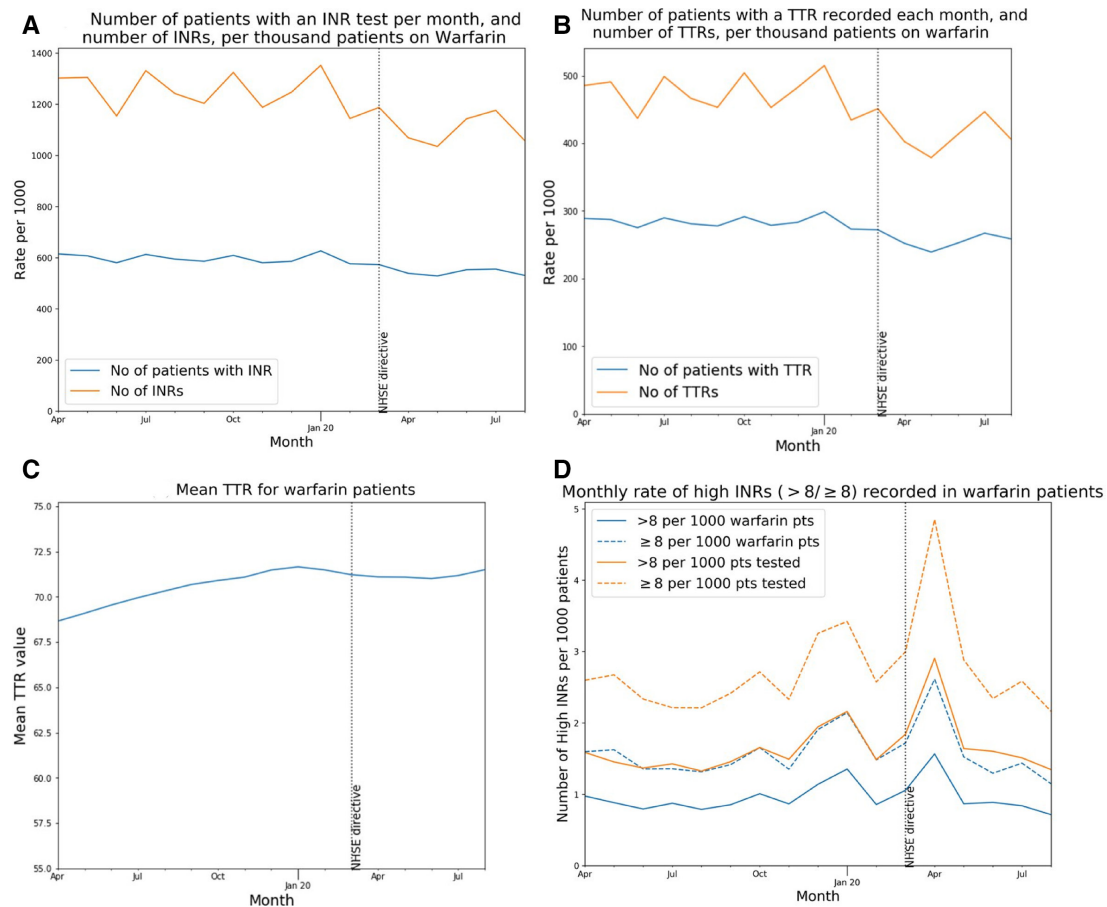 A
Number of patients with an INR test per month, and
number of INRs, per thousand patients on Warfarin
Rate per 1000
1400
1200
1000
800
600
400
200
0
No of patients with INR
No of INRs
NHSE directive
Apr
Jul
Oct
Jan 20
Apr
Jul
Month
B
Number of patients with a TTR recorded each month, and
number of TTRs, per thousand patients on warfarin
Rate per 1000
500
400
300
200
100
0
No of patients with TTR
No of TTRs
NHSE directive
Apr
Jul
Oct
Jan 20
Apr
Jul
Month
C
Mean TTR for warfarin patients
Mean TTR value
75.0
72.5
70.0
67.5
65.0
62.5
60.0
57.5
55.0
NHSE directive
Apr
Jul
Oct
Jan 20
Apr
Jul
Month
D
Monthly rate of high INRs (>8/≥8) recorded in warfarin patients
Number of High INRs per 1000 patients
5
4
3
2
1
0
>8 per 1000 warfarin pts
≥8 per 1000 warfarin pts
>8 per 1000 pts tested
≥8 per 1000 pts tested
NHSE directive
Apr
Jul
Oct
Jan 20
Apr
Jul
Month